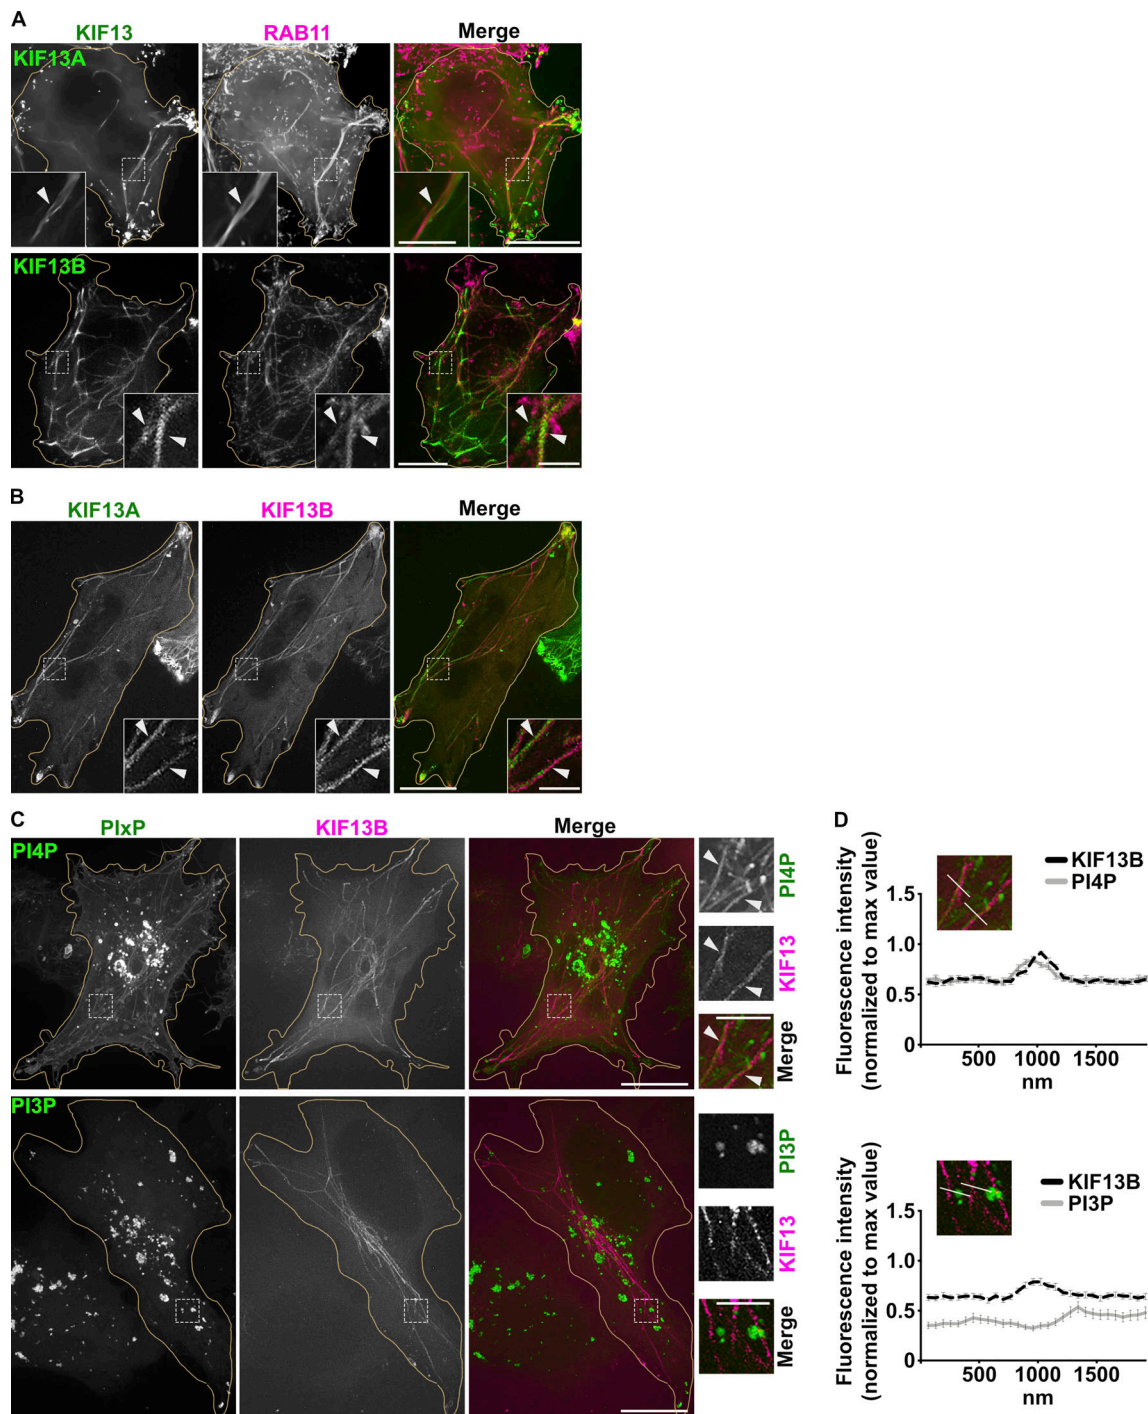 A
KIF13 RAB11 Merge
KIF13A
KIF13B
B
KIF13A KIF13B Merge
C
PIxP KIF13B Merge
PI4P
PI4P
KIF13
Merge
PI3P
PI3P
KIF13
Merge
D
Fluorescence intensity
(normalized to max value)
KIF13B
PI4P
1.5
1.0
0.5
0
500 1000 1500
nm
Fluorescence intensity
(normalized to max value)
KIF13B
PI3P
1.5
1.0
0.5
0
500 1000 1500
nm